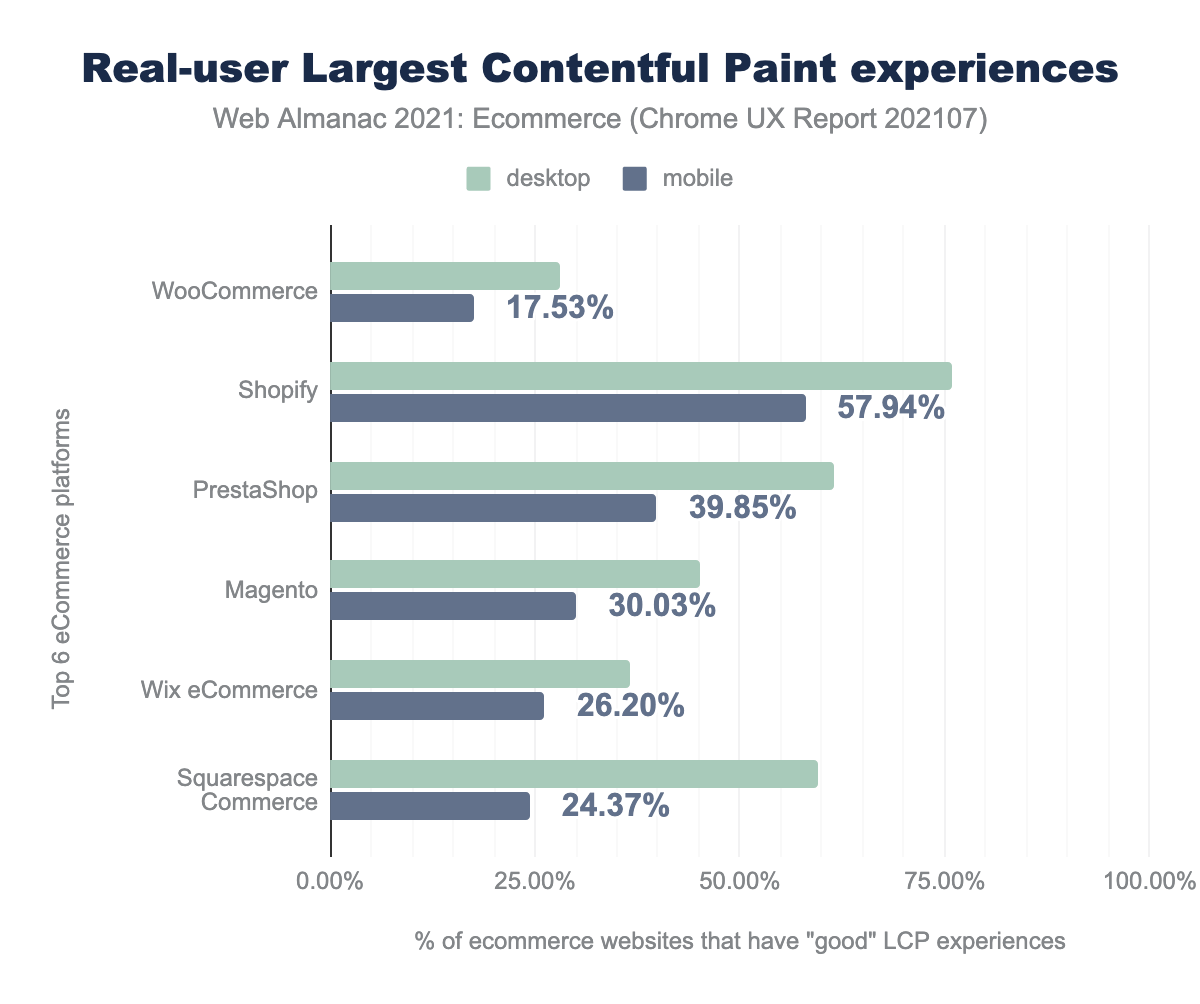 Real-user Largest Contentful Paint experiences
Web Almanac 2021: Ecommerce (Chrome UX Report 202107)
desktop
mobile
Top 6 eCommerce platforms
WooCommerce
17.53%
Shopify
57.94%
PrestaShop
39.85%
Magento
30.03%
Wix eCommerce
26.20%
Squarespace
Commerce
24.37%
0.00%
25.00%
50.00%
75.00%
100.00%
% of ecommerce websites that have "good" LCP experiences